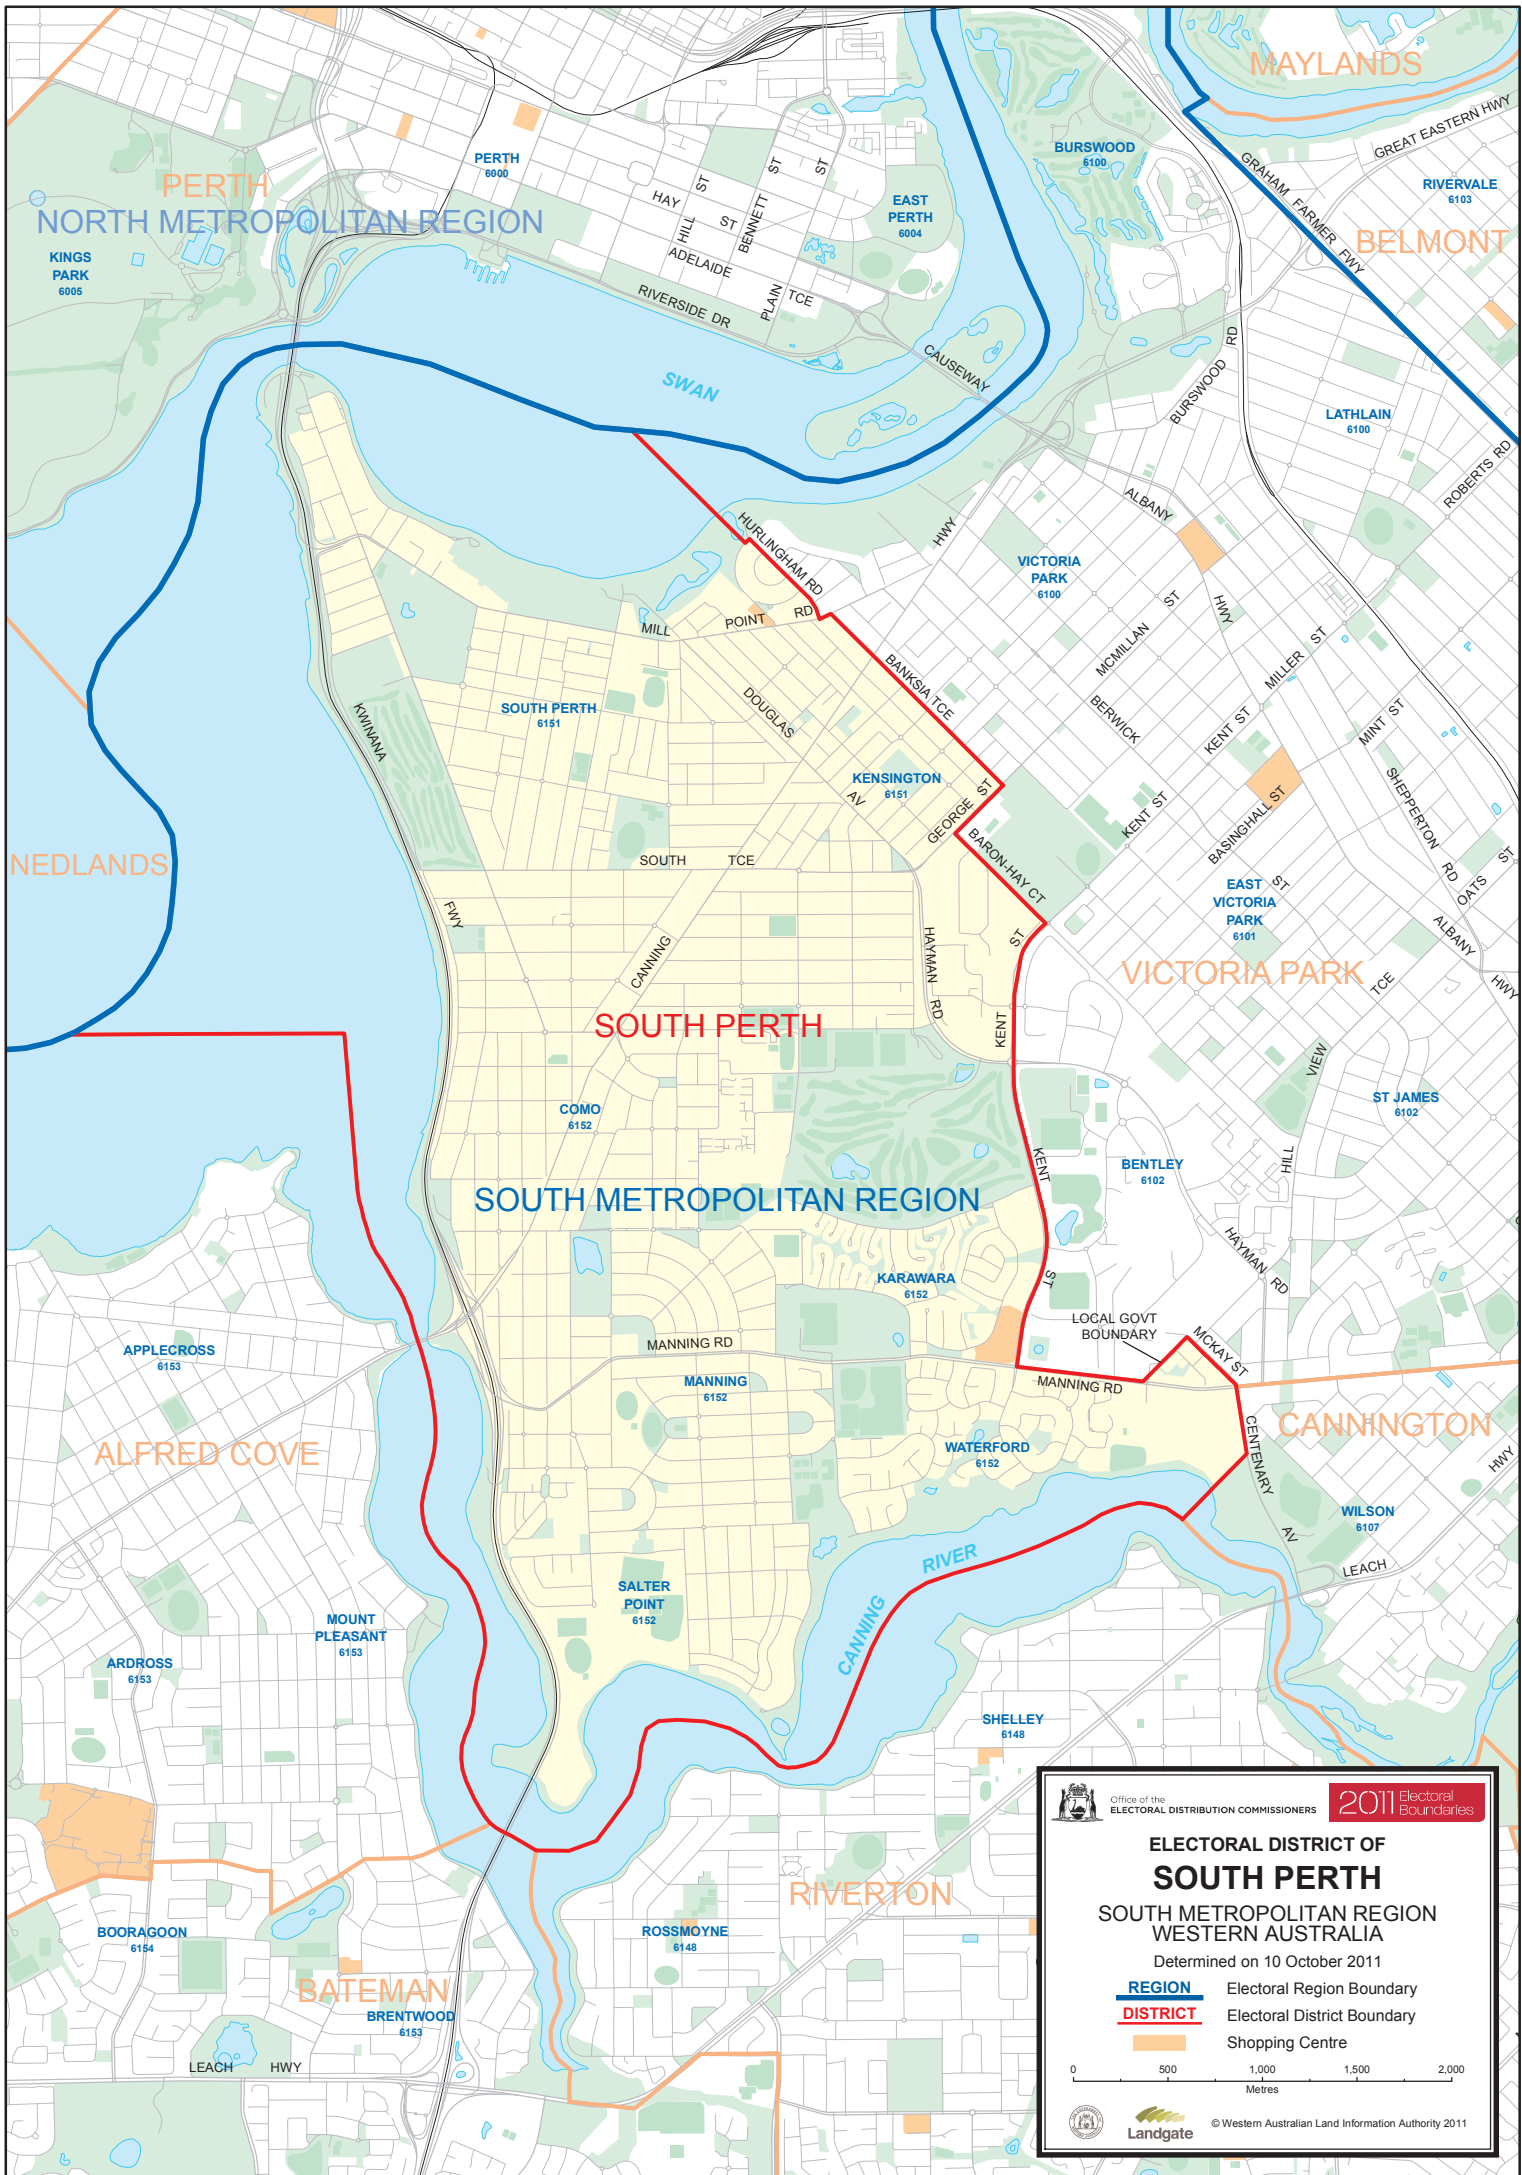 MAYLANDS
GREAT EASTERN HWY
PERTH
6000
BURSWOOD
6100
GRAHAM FARMER FWY
RIVERVALE
6103
PERTH
NORTH METROPOLITAN REGION
HAY ST
HILL ST
BENNETT ST
ST
EAST
PERTH
6004
BELMONT
KINGS
PARK
6005
ADELAIDE
TCE
PLAIN
RIVERSIDE DR
CAUSEWAY
BURSWOOD RD
SWAN
LATHLAIN
6100
ROBERTS RD
ALBANY
HWY
HURLINGHAM RD
HWY
VICTORIA
PARK
6100
MILL
POINT
RD
MCMILLAN ST
MILLER ST
BANKSIA TCE
DOUGLAS
AV
BERWICK
KENT ST
MINT ST
SOUTH PERTH
6151
KWINANA
FWY
KENSINGTON
6151
GEORGE ST
SHEPPERTON
RD
KENT ST
BASINGHALL ST
ST
OATS ST
NEDLANDS
SOUTH TCE
BARON-HAY CT
EAST
VICTORIA
PARK
6101
ALBANY
HWY
CANNING
HAYMAN RD
ST
KENT
VICTORIA PARK
TCE
VIEW
HILL
SOUTH PERTH
COMO
6152
ST JAMES
6102
KENT
ST
BENTLEY
6102
SOUTH METROPOLITAN REGION
HAYMAN RD
KARAWARA
6152
LOCAL GOVT
BOUNDARY
MCKAY ST
APPLECROSS
6153
MANNING RD
MANNING
6152
MANNING RD
CANNINGTON
ALFRED COVE
WATERFORD
6152
CENTENARY
AV
HWY
WILSON
6107
LEACH
CANNING
RIVER
SALTER
POINT
6152
MOUNT
PLEASANT
6153
ARDROSS
6153
SHELLEY
6148
RIVERTON
BOORAGOON
6154
ROSSMOYNE
6148
BATEMAN
BRENTWOOD
6153
LEACH HWY
Office of the
ELECTORAL DISTRIBUTION COMMISSIONERS
2011 Electoral
Boundaries
ELECTORAL DISTRICT OF
SOUTH PERTH
SOUTH METROPOLITAN REGION
WESTERN AUSTRALIA
Determined on 10 October 2011
REGION Electoral Region Boundary
DISTRICT Electoral District Boundary
Shopping Centre
0 500 1,000 1,500 2,000
Metres
Landgate
© Western Australian Land Information Authority 2011